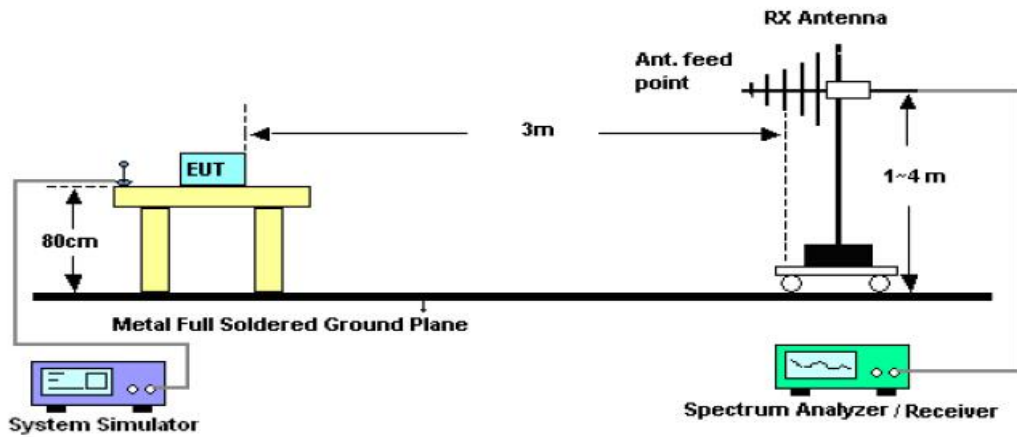 RX Antenna
Ant. feed
point
3m
EUT
1~4 m
80cm
Metal Full Soldered Ground Plane
System Simulator
Spectrum Analyzer / Receiver